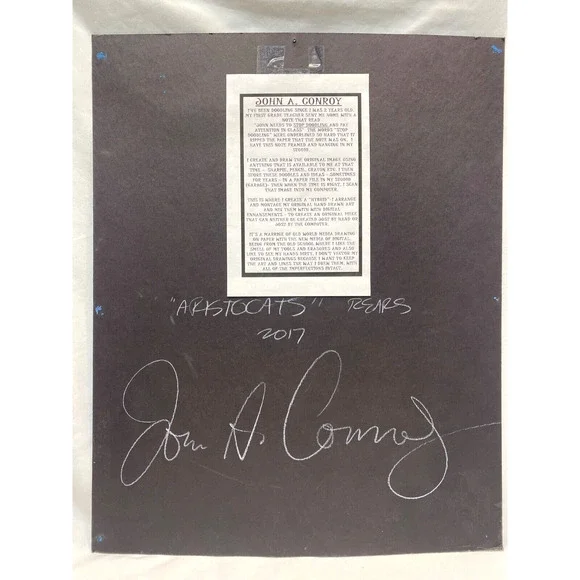 JOHN A. CONROY
I'VE BEEN DOODLING SINCE I WAS 2 YEARS OLD.
MY FIRST GRADE TEACHER SENT ME HOME WITH A
NOTE THAT READ
"JOHN NEEDS TO STOP DOODLING AND PAY
ATTENTION IN CLASS". THE WORDS "STOP
DOODLING" WERE UNDERLINED SO HARD THAT IT
RIPPED THE PAPER THAT THE NOTE WAS ON. I
HAVE THIS NOTE FRAMED AND HANGING IN MY
STUDIO.
I CREATE AND DRAW THE ORIGINAL IMAGE USING
ANYTHING THAT IS AVAILABLE TO ME AT THAT
TIME - SHARPIE, PENCIL, CRAYON ETC. I THEN
STORE THESE DOODLES AND IDEAS - SOMETIMES
FOR YEARS - IN A PAPER FILE IN MY STUDIO
(GARAGE). THEN WHEN THE TIME IS RIGHT, I SCAN
THAT IMAGE INTO MY COMPUTER.
THIS IS WHERE I CREATE A "HYBRID". I ARRANGE
AND MONTAGE MY ORIGINAL HAND DRAWN ART
AND MIX THEM WITH DIGITAL
ENHANCEMENTS - TO CREATE AN ORIGINAL PIECE
THAT CAN NEITHER BE CREATED JUST BY HAND OR
JUST BY THE COMPUTER.
IT'S A MARRIAGE OF OLD WORLD MEDIA DRAWING
ON PAPER WITH THE NEW MEDIA OF DIGITAL.
BEING FROM THE OLD SCHOOL WHERE I LIKE THE
SMELL OF MY TOOLS AND ERASURES AND ALSO
LIKE TO SEE MY HANDS DIRTY, I DON'T CUSTOM MY
ORIGINAL DRAWINGS BECAUSE I WANT TO KEEP
THE ART AND LINES THE WAY I DREW THEM, WITH
ALL OF THE IMPERFECTIONS INTACT.
"ARISTOCATS" REARS
2017
John A. Conroy